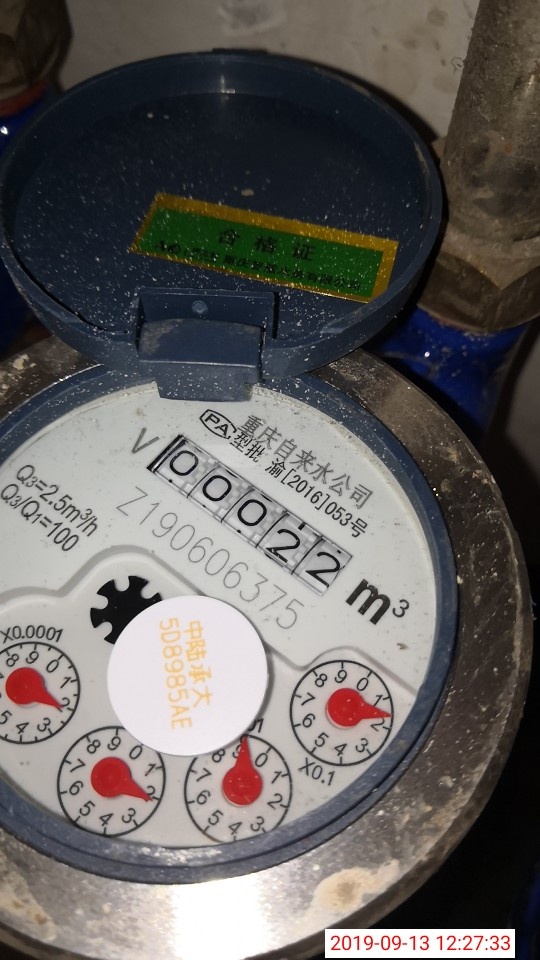 合格证
重庆自来水公司
PA 型批 渝[2016]053号
V 00022 m³
Z190606375
Q3=2.5m³/h
Q3/Q1=100
中陆承大
5D8985AE
X0.0001
X0.1
2019-09-13 12:27:33